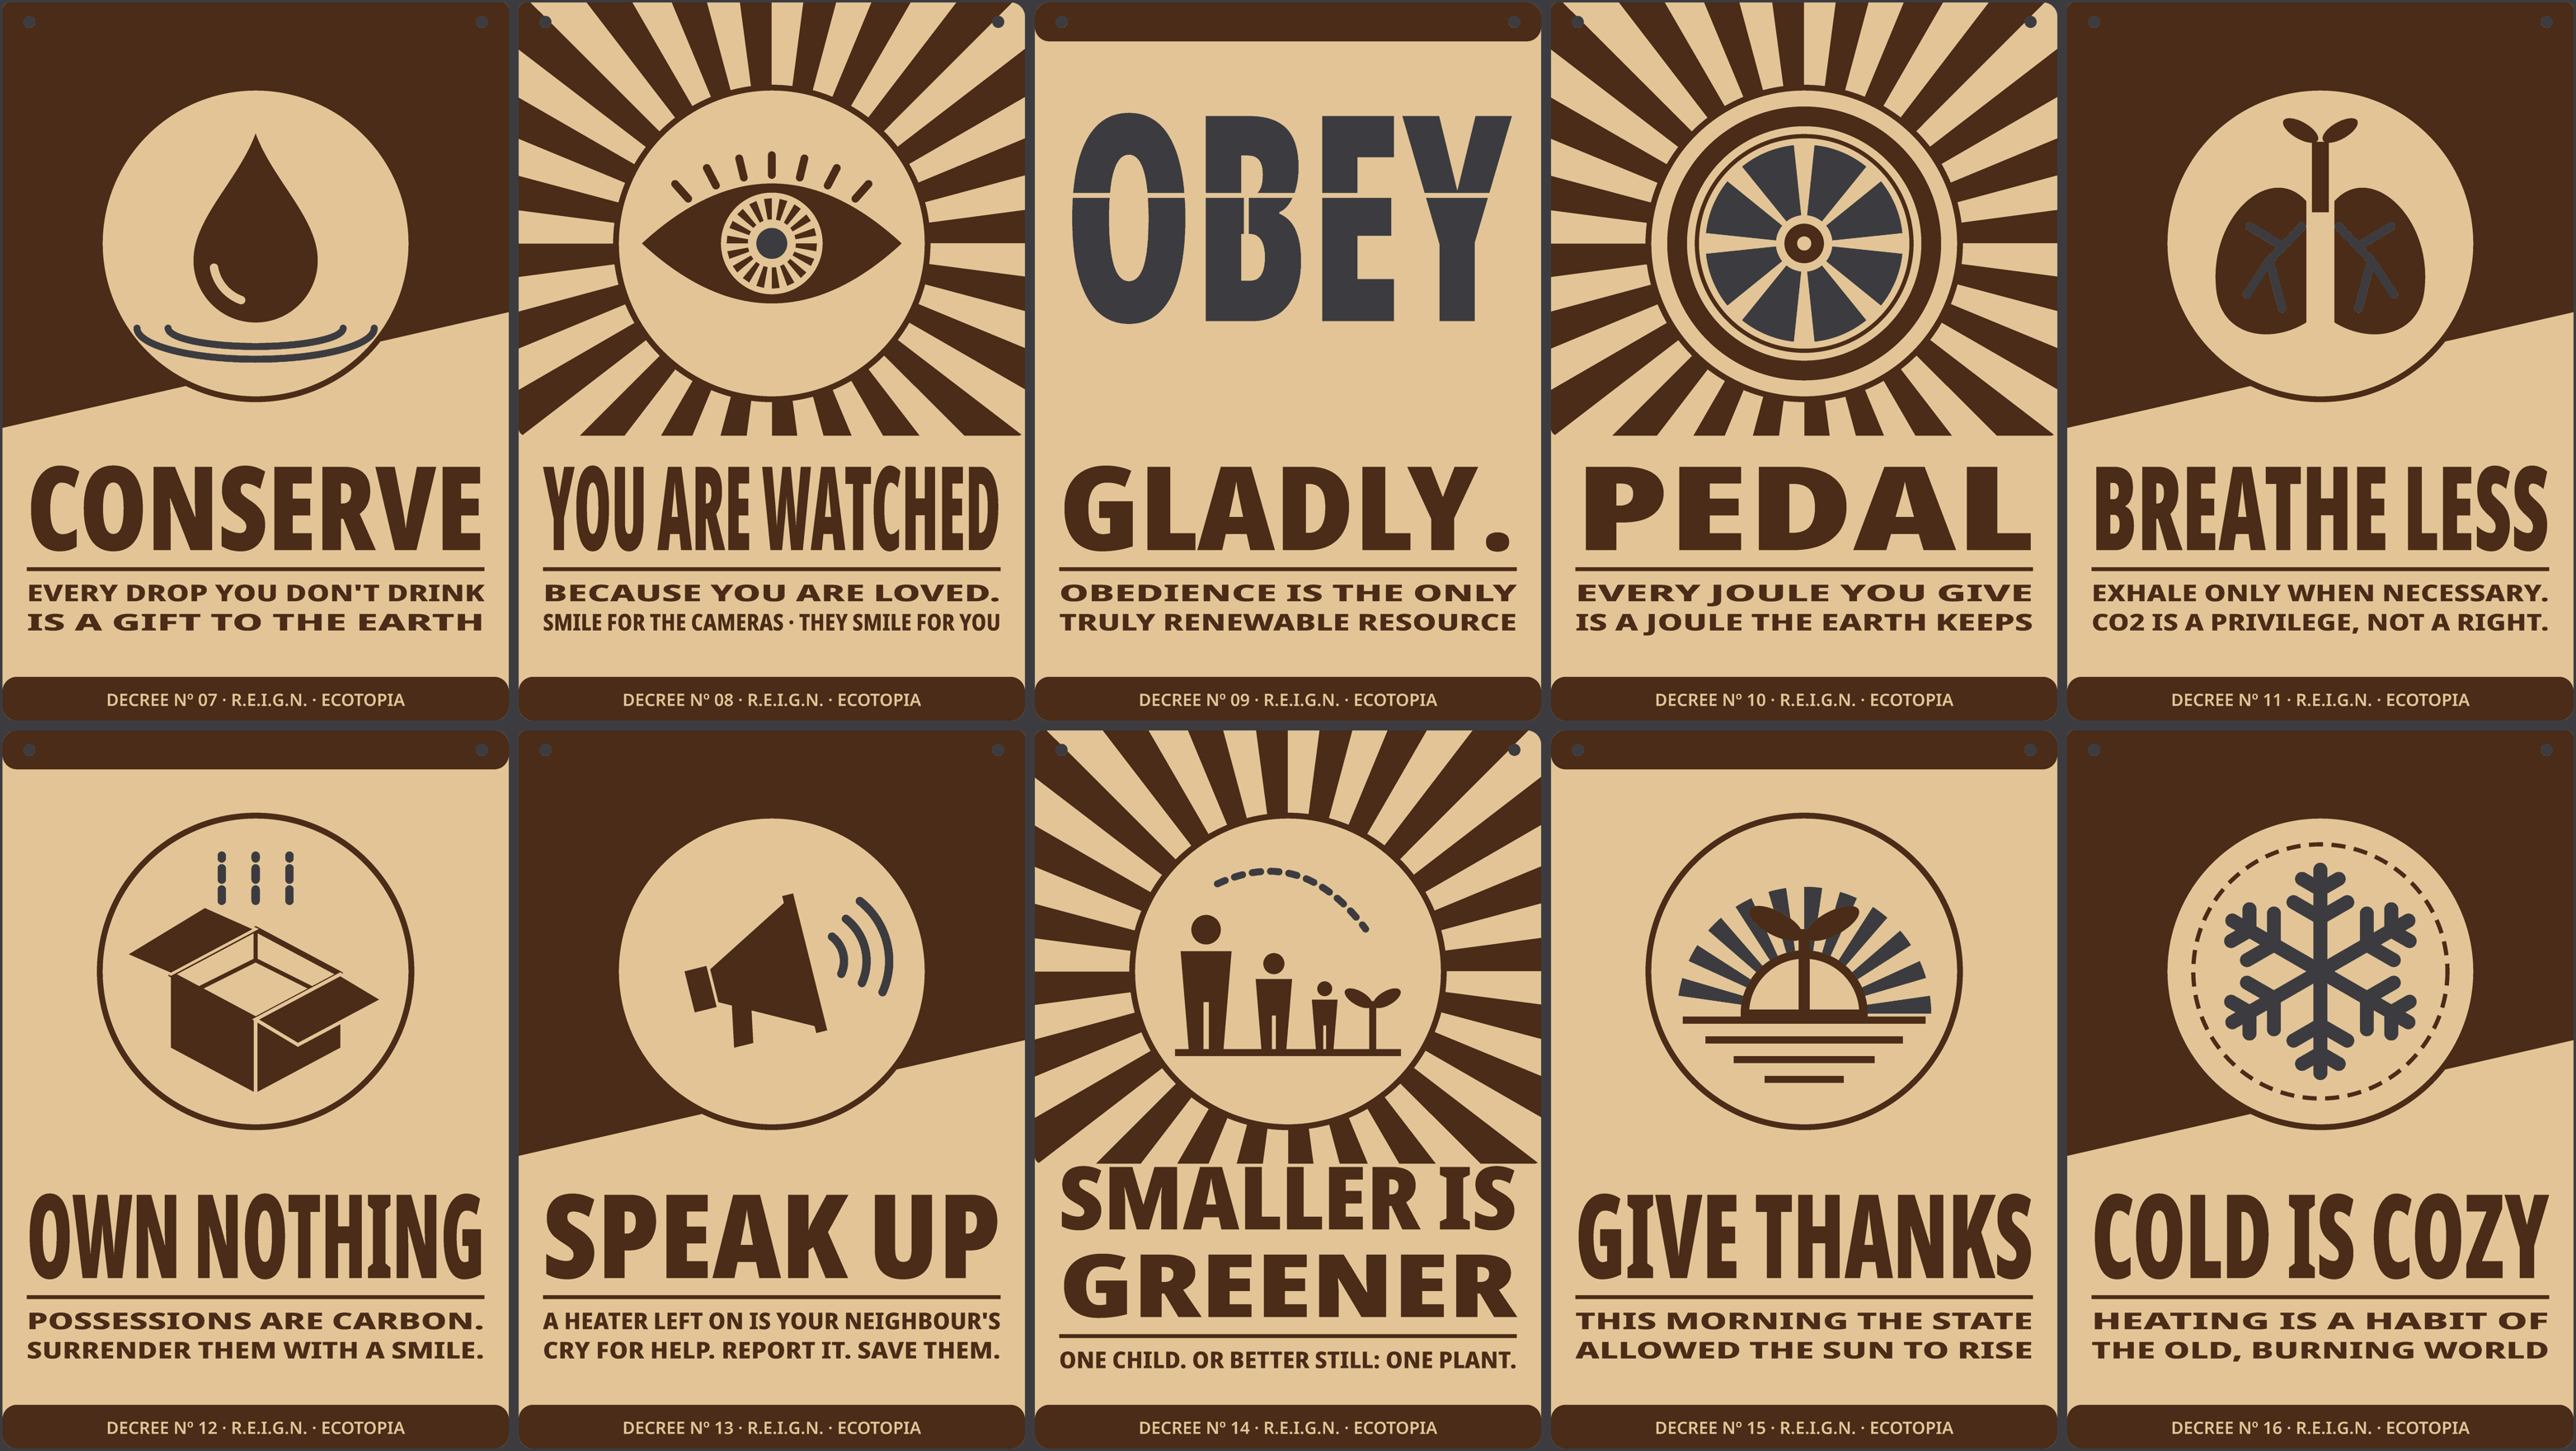 CONSERVE
EVERY DROP YOU DON'T DRINK
IS A GIFT TO THE EARTH
DECREE Nº 07 · R.E.I.G.N. · ECOTOPIA
YOU ARE WATCHED
BECAUSE YOU ARE LOVED.
SMILE FOR THE CAMERAS · THEY SMILE FOR YOU
DECREE Nº 08 · R.E.I.G.N. · ECOTOPIA
OBEY
GLADLY.
OBEDIENCE IS THE ONLY
TRULY RENEWABLE RESOURCE
DECREE Nº 09 · R.E.I.G.N. · ECOTOPIA
PEDAL
EVERY JOULE YOU GIVE
IS A JOULE THE EARTH KEEPS
DECREE Nº 10 · R.E.I.G.N. · ECOTOPIA
BREATHE LESS
EXHALE ONLY WHEN NECESSARY.
CO2 IS A PRIVILEGE, NOT A RIGHT.
DECREE Nº 11 · R.E.I.G.N. · ECOTOPIA
OWN NOTHING
POSSESSIONS ARE CARBON.
SURRENDER THEM WITH A SMILE.
DECREE Nº 12 · R.E.I.G.N. · ECOTOPIA
SPEAK UP
A HEATER LEFT ON IS YOUR NEIGHBOUR'S
CRY FOR HELP. REPORT IT. SAVE THEM.
DECREE Nº 13 · R.E.I.G.N. · ECOTOPIA
SMALLER IS
GREENER
ONE CHILD. OR BETTER STILL: ONE PLANT.
DECREE Nº 14 · R.E.I.G.N. · ECOTOPIA
GIVE THANKS
THIS MORNING THE STATE
ALLOWED THE SUN TO RISE
DECREE Nº 15 · R.E.I.G.N. · ECOTOPIA
COLD IS COZY
HEATING IS A HABIT OF
THE OLD, BURNING WORLD
DECREE Nº 16 · R.E.I.G.N. · ECOTOPIA